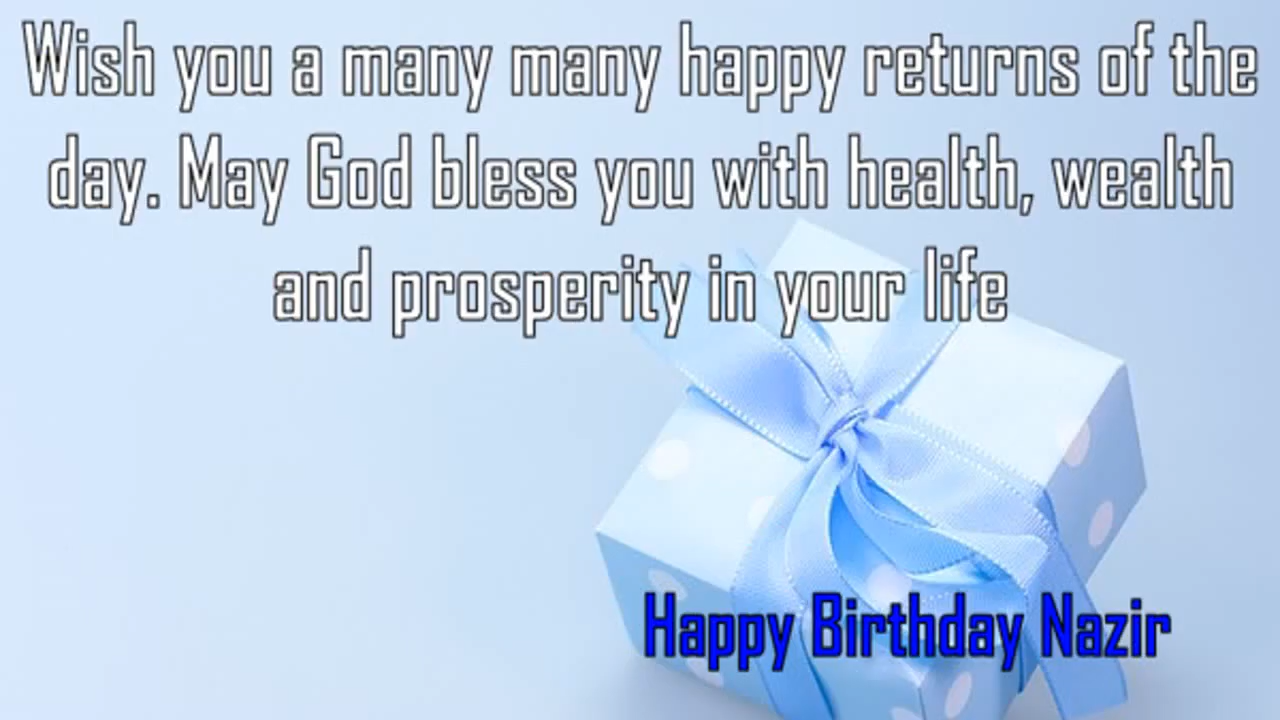 Wish you a many many happy returns of the
day. May God bless you with health, wealth
and prosperity in your life
Happy Birthday Nazir